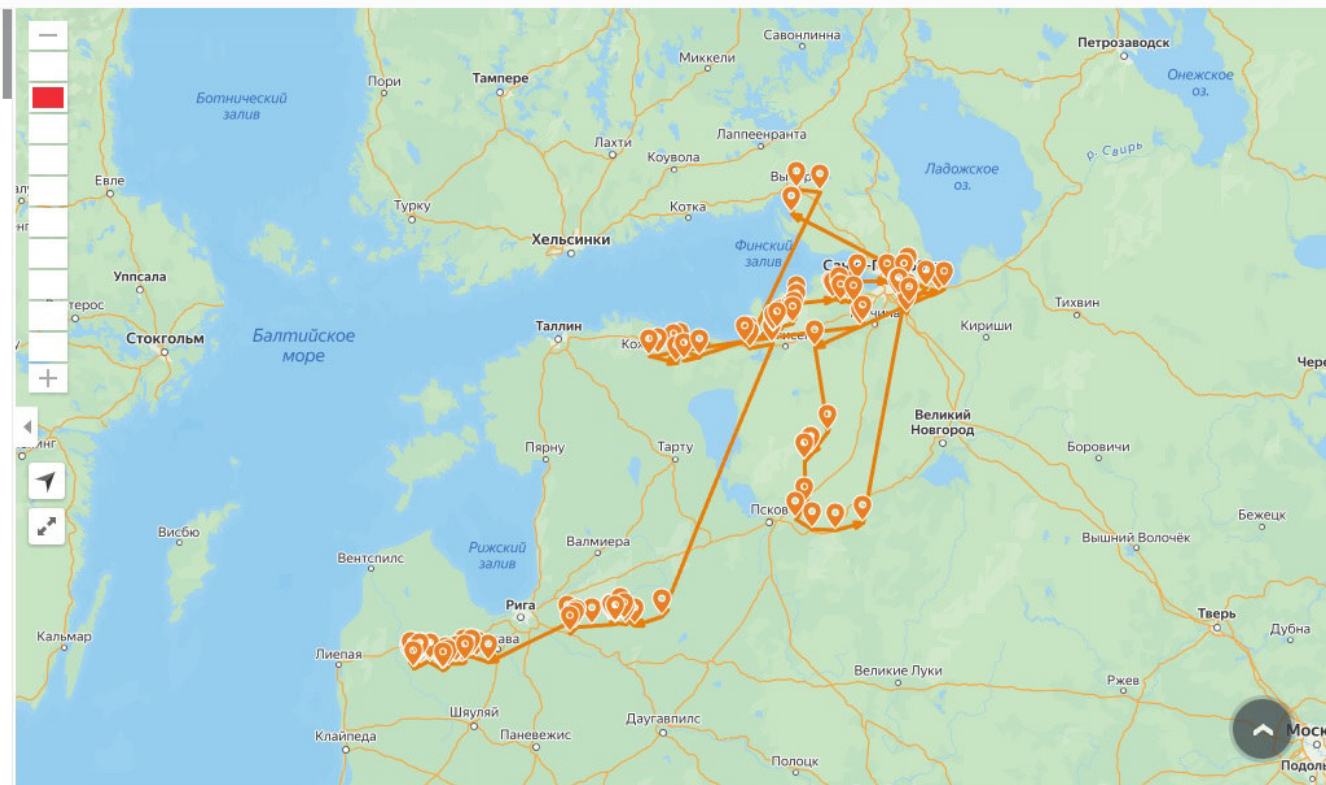 Савонлинна
Петрозаводск
Миккели
Онежское
оз.
Пори
Тампере
Ботнический
залив
Лаппеенранта
Лахти
Коувола
р. Свирь
Ладожское
оз.
Евле
Турку
Котка
Хельсинки
Финский
залив
Уппсала
Тихвин
Таллин
Кириши
Стокгольм
Балтийское
море
Великий
Новгород
Пярну
Тарту
Боровичи
Псков
Бежецк
Висбю
Вышний Волочёк
Рижский
залив
Валмиера
Вентспилс
Рига
Тверь
Дубна
Кальмар
Лиепая
Великие Луки
Ржев
Шяуляй
Даугавпилс
Клайпеда
Паневежис
Моск
Полоцк
Подоль